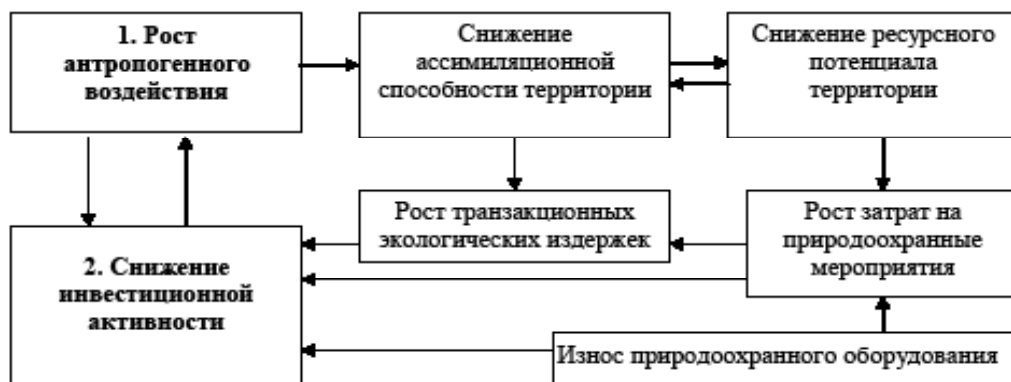 1. Рост
антропогенного
воздействия
Снижение
ассимиляционной
способности территории
Снижение ресурсного
потенциала
территории
Рост транзакционных
экологических издержек
Рост затрат на
природоохранные
мероприятия
2. Снижение
инвестиционной
активности
Износ природоохранного оборудования